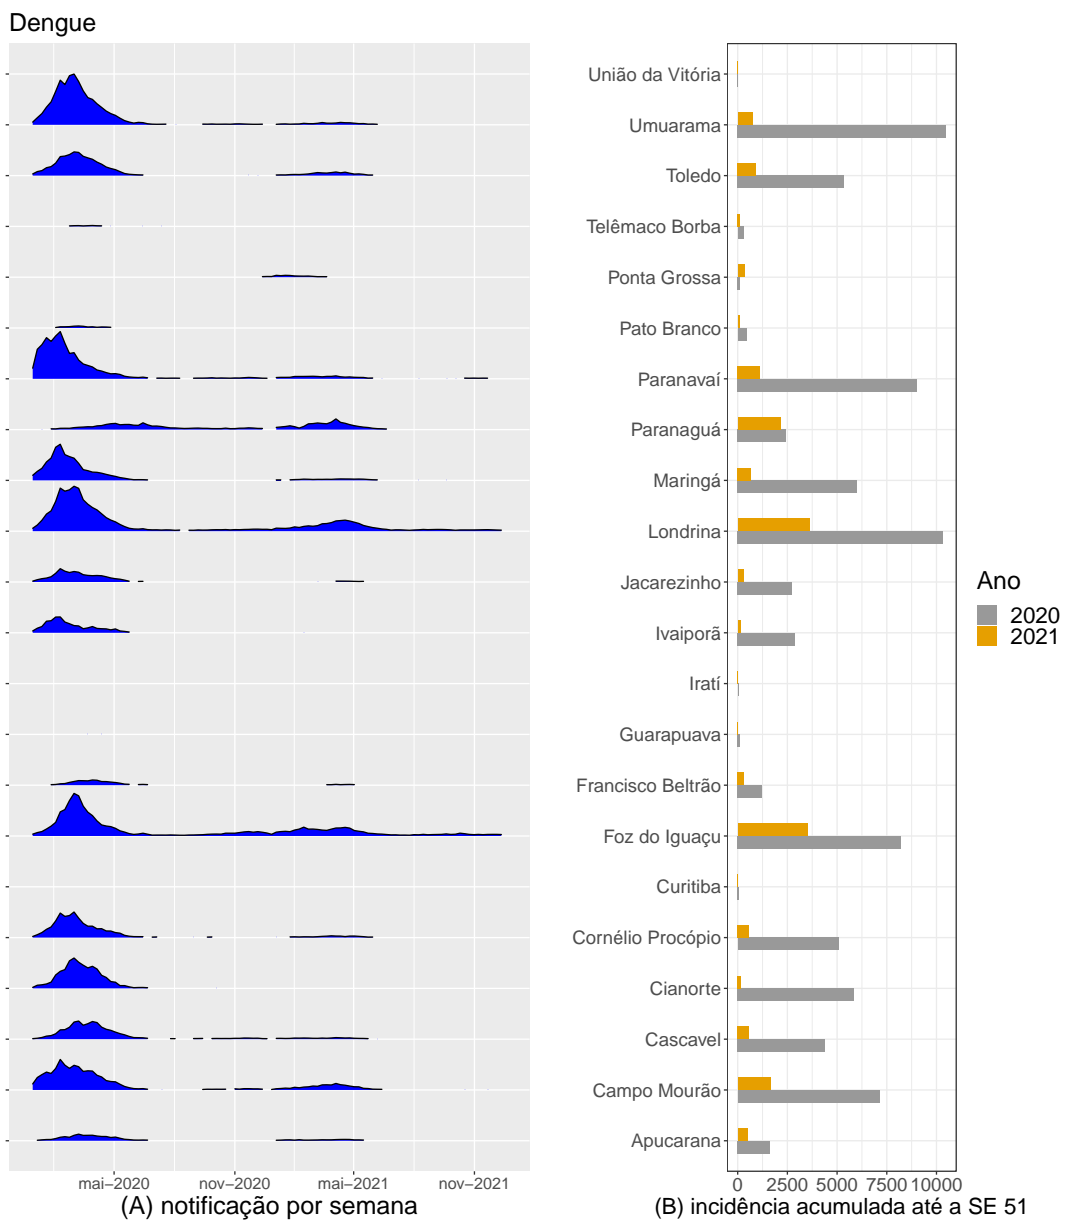 Dengue
União da Vitória
Umuarama
Toledo
Telêmaco Borba
Ponta Grossa
Pato Branco
Paranavaí
Paranaguá
Maringá
Londrina
Jacarezinho
Ivaiporã
Iratí
Guarapuava
Francisco Beltrão
Foz do Iguaçu
Curitiba
Cornélio Procópio
Cianorte
Cascavel
Campo Mourão
Apucarana
Ano
2020
2021
mai−2020 nov−2020 mai−2021 nov−2021
0 2500 5000 7500 10000
(A) notificação por semana
(B) incidência acumulada até a SE 51